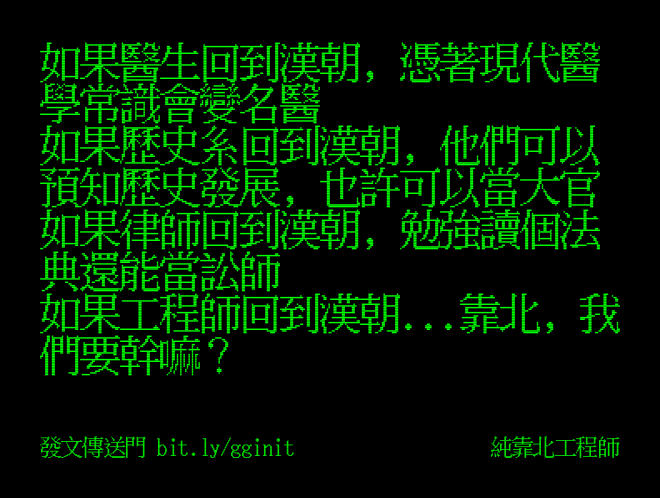 如果醫生回到漢朝，憑著現代醫
學常識會變名醫
如果歷史系回到漢朝，他們可以
預知歷史發展，也許可以當大官
如果律師回到漢朝，勉強讀個法
典還能當訟師
如果工程師回到漢朝...靠北，我
們要幹嘛？
發文傳送門 bit.ly/gginit
純靠北工程師